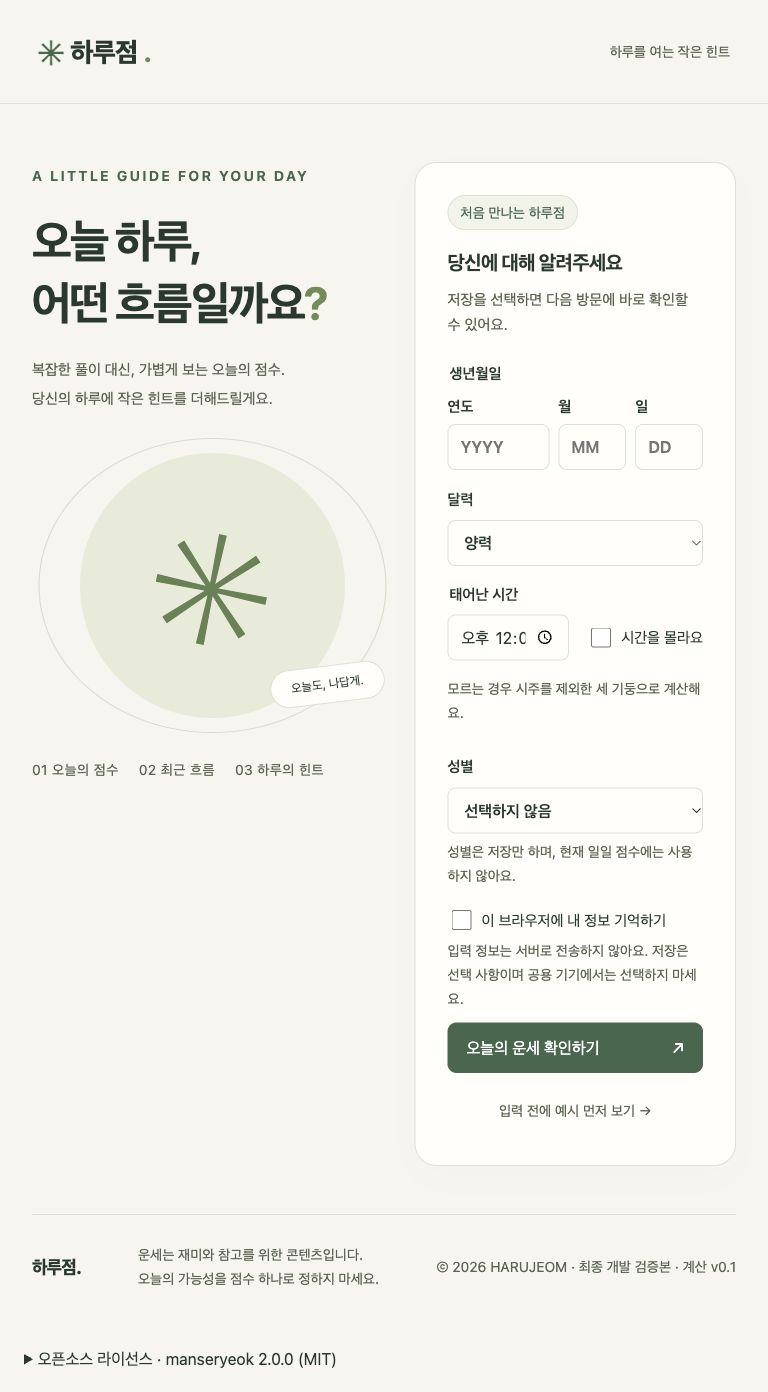 하루점 .
하루를 여는 작은 힌트
A LITTLE GUIDE FOR YOUR DAY
오늘 하루,
어떤 흐름일까요?
복잡한 풀이 대신, 가볍게 보는 오늘의 점수.
당신의 하루에 작은 힌트를 더해드릴게요.
오늘도, 나답게.
01 오늘의 점수 02 최근 흐름 03 하루의 힌트
처음 만나는 하루점
당신에 대해 알려주세요
저장을 선택하면 다음 방문에 바로 확인할
수 있어요.
생년월일
연도 월 일
YYYY MM DD
달력
양력
태어난 시간
오후 12:0 시간을 몰라요
모르는 경우 시주를 제외한 세 기둥으로 계산해
요.
성별
선택하지 않음
성별은 저장만 하며, 현재 일일 점수에는 사용
하지 않아요.
이 브라우저에 내 정보 기억하기
입력 정보는 서버로 전송하지 않아요. 저장은
선택 사항이며 공용 기기에서는 선택하지 마세
요.
오늘의 운세 확인하기
입력 전에 예시 먼저 보기 →
하루점.
운세는 재미와 참고를 위한 콘텐츠입니다.
오늘의 가능성을 점수 하나로 정하지 마세요.
© 2026 HARUJEOM · 최종 개발 검증본 · 계산 v0.1
▶ 오픈소스 라이선스 · manseryeok 2.0.0 (MIT)